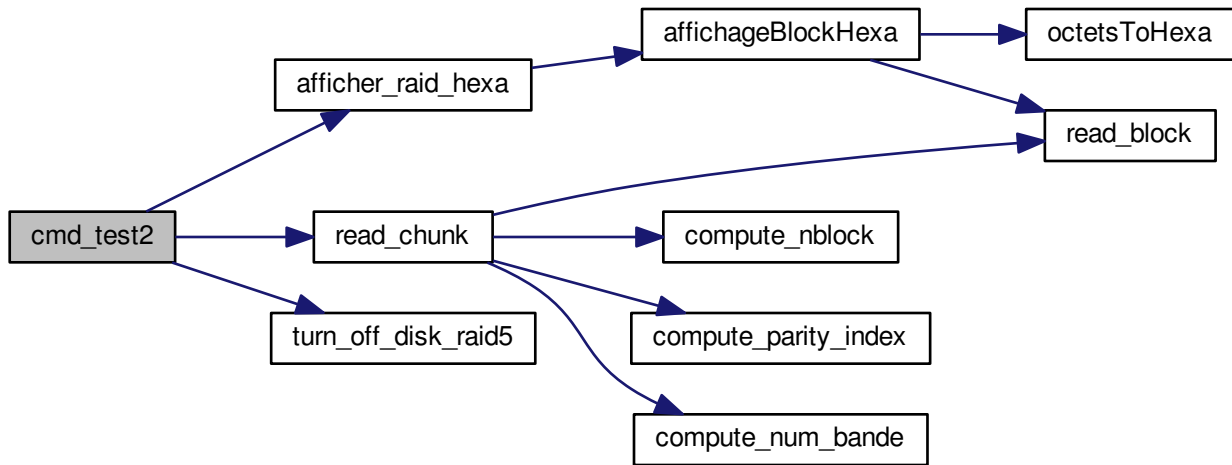 affichageBlockHexa
octetsToHexa
afficher_raid_hexa
read_block
cmd_test2
read_chunk
compute_nblock
turn_off_disk_raid5
compute_parity_index
compute_num_bande